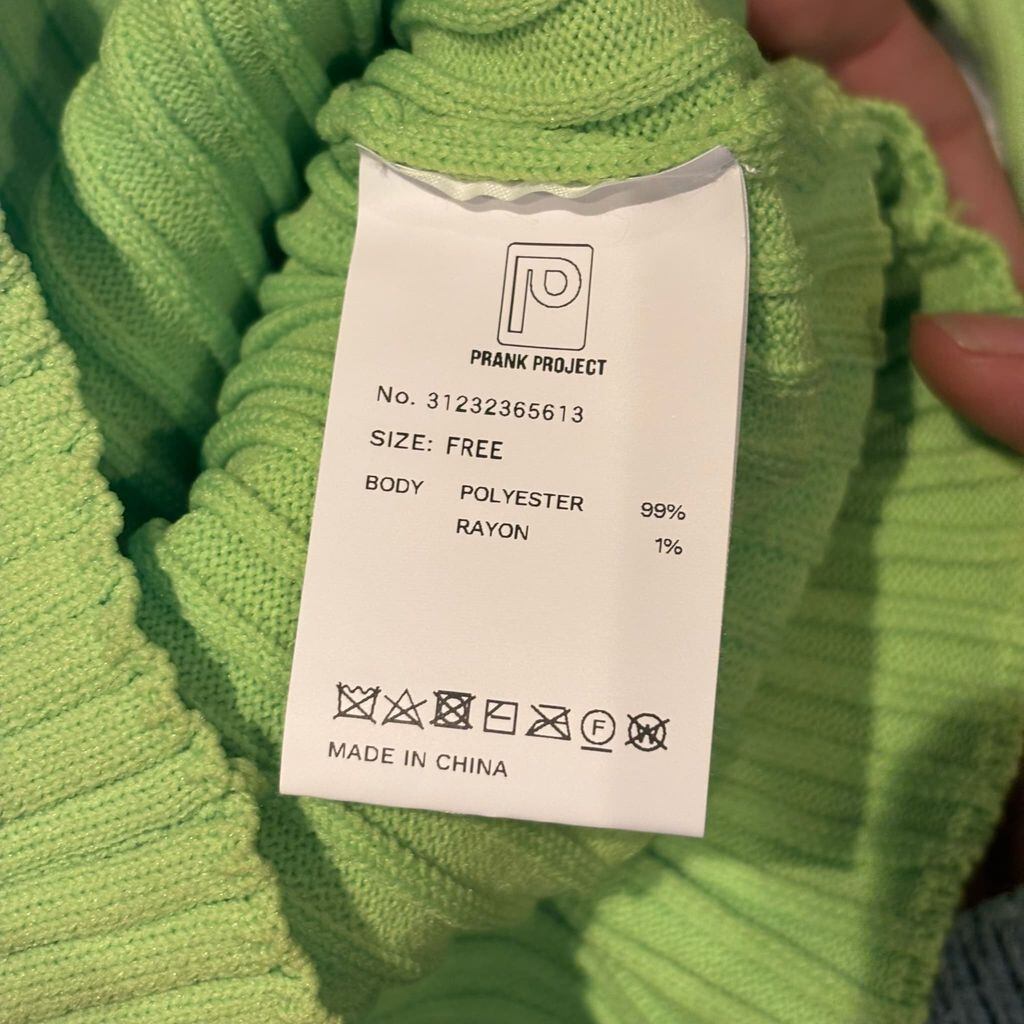 PRANK PROJECT
No. 31232365613
SIZE: FREE
BODY POLYESTER 99%
RAYON 1%
F W
MADE IN CHINA